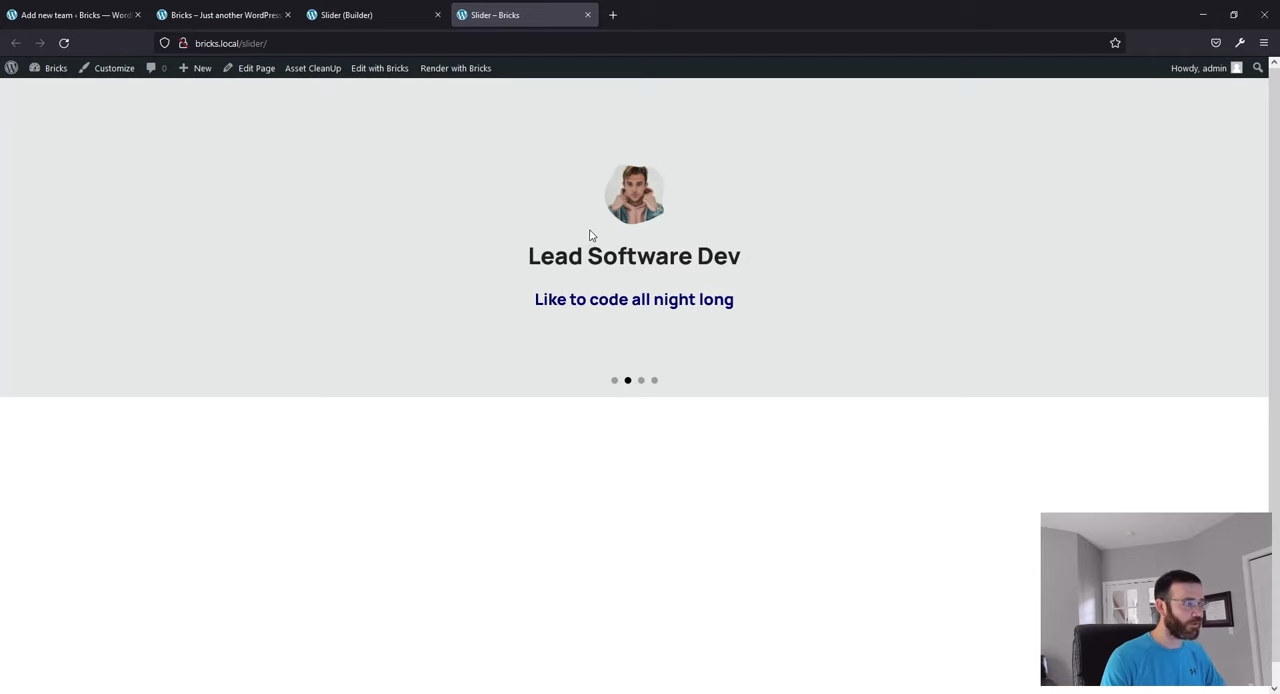 Add new team ‹ Bricks — Word
Bricks – Just another WordPress
Slider (Builder)
Slider – Bricks
bricks.local/slider/
Bricks
Customize
0
New
Edit Page
Asset CleanUp
Edit with Bricks
Render with Bricks
Howdy, admin
Lead Software Dev
Like to code all night long